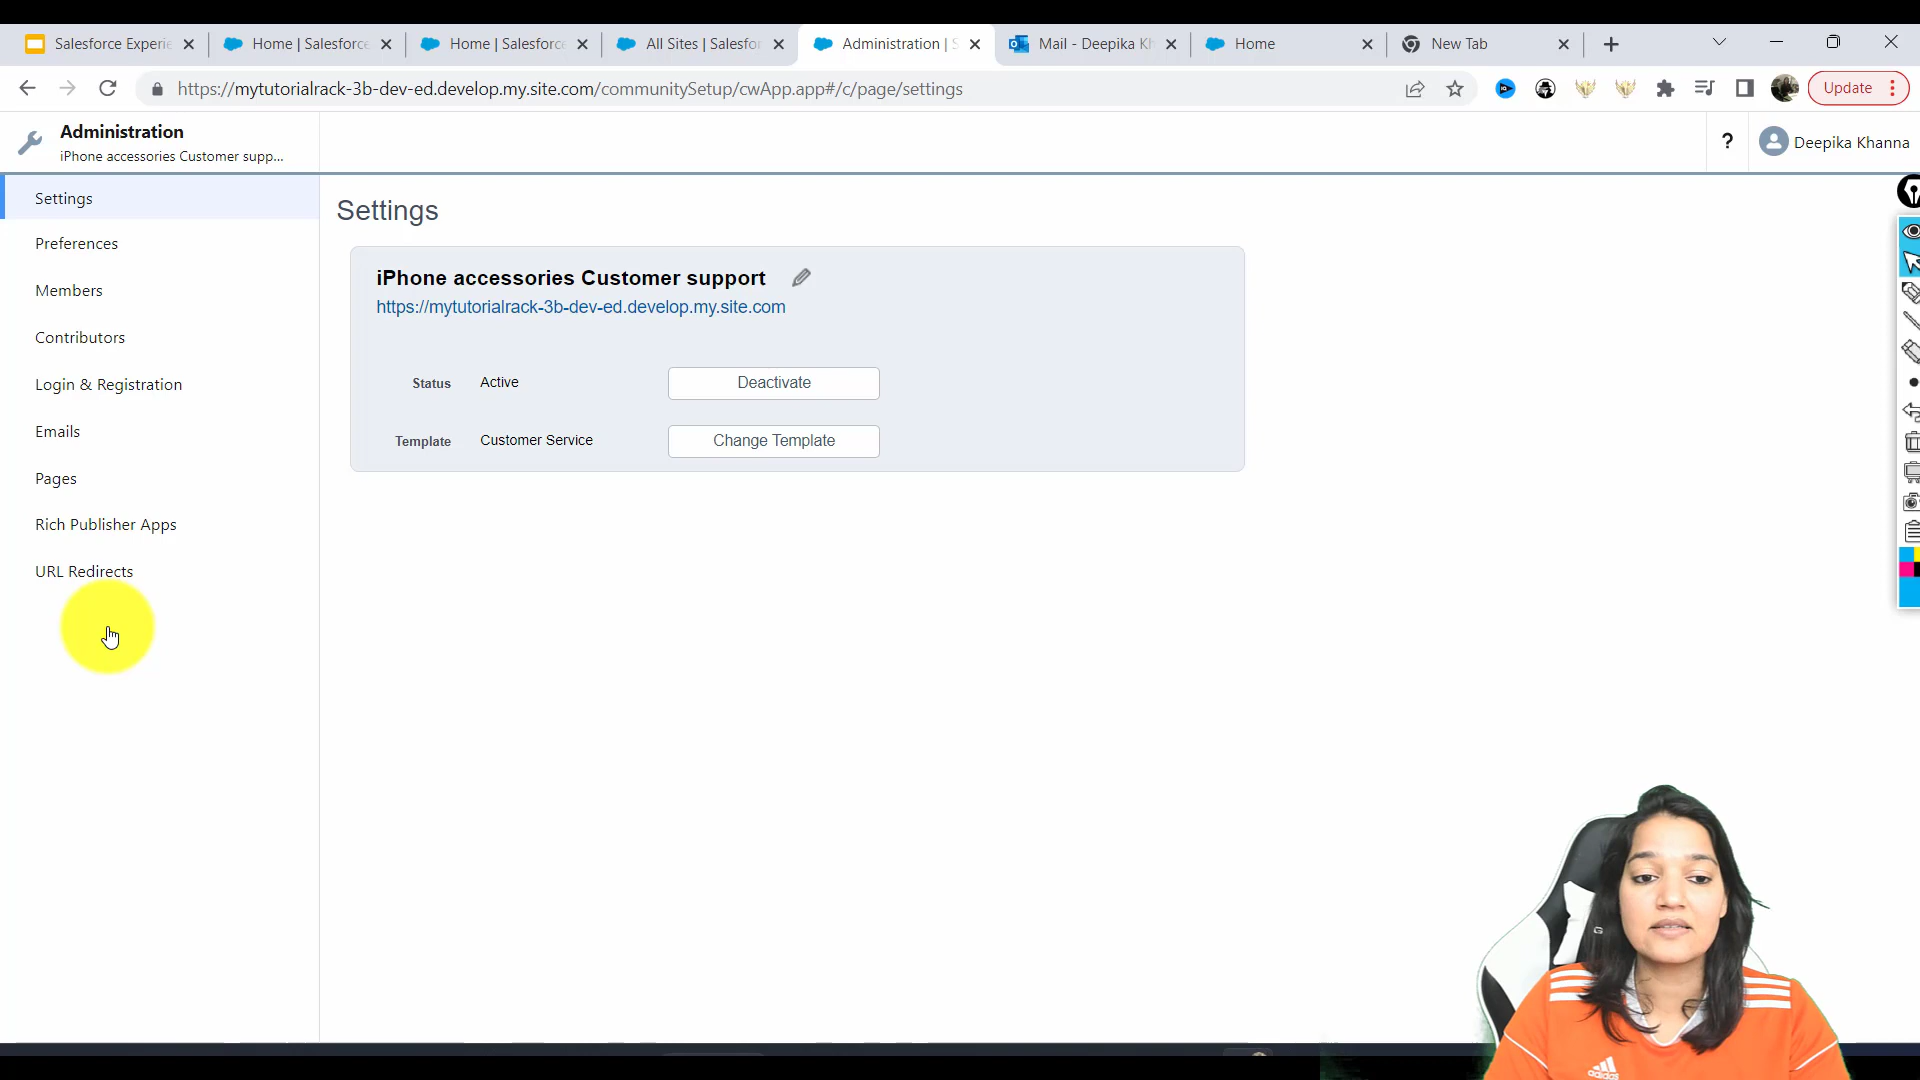 Salesforce Experie
Home | Salesforce
Home | Salesforce
All Sites | Salesfor
Administration | S
Mail - Deepika Kh
Home
New Tab
https://mytutorialrack-3b-dev-ed.develop.my.site.com/communitySetup/cwApp.app#/c/page/settings
Update
Administration
iPhone accessories Customer supp...
?
Deepika Khanna
Settings
Preferences
Members
Contributors
Login & Registration
Emails
Pages
Rich Publisher Apps
URL Redirects
Settings
iPhone accessories Customer support
https://mytutorialrack-3b-dev-ed.develop.my.site.com
Status Active Deactivate
Template Customer Service Change Template
adidas